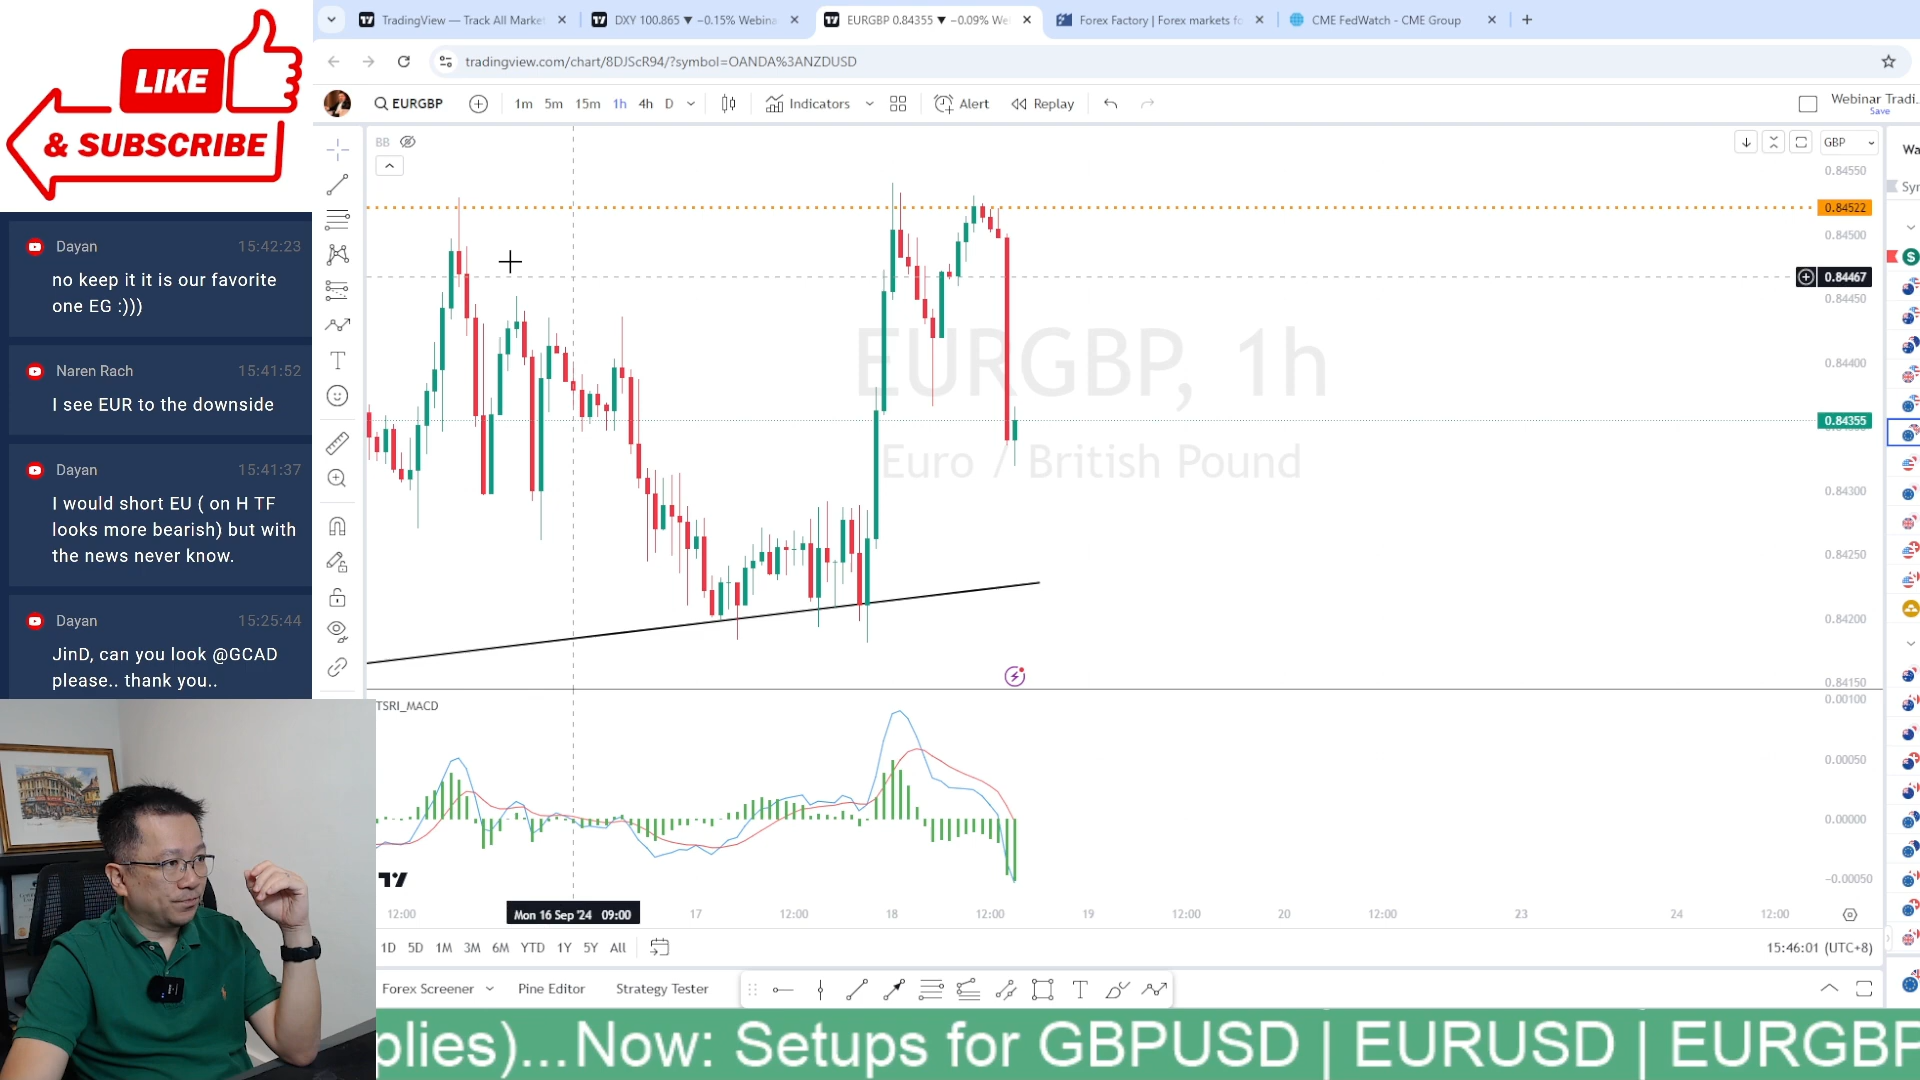 LIKE
& SUBSCRIBE
Dayan 15:42:23
no keep it it is our favorite
one EG :)))
Naren Rach 15:41:52
I see EUR to the downside
Dayan 15:41:37
I would short EU ( on H TF
looks more bearish) but with
the news never know.
Dayan 15:25:44
JinD, can you look @GCAD
please.. thank you..
TradingView — Track All Marke
DXY 100.865 ▼ −0.15% Webina
EURGBP 0.84355 ▼ −0.09% We
Forex Factory | Forex markets fo
CME FedWatch - CME Group
tradingview.com/chart/8DJScR94/?symbol=OANDA%3ANZDUSD
EURGBP 1m 5m 15m 1h 4h D Indicators Alert Replay Webinar Tradi...
Save
BB
GBP
Wa
Syr
0.84550
0.84522
0.84500
0.84467
0.84450
0.84400
0.84355
0.84300
0.84250
0.84200
0.84150
EURGBP, 1h
Euro / British Pound
TSRI_MACD
0.00100
0.00050
0.00000
−0.00050
12:00 Mon 16 Sep '24 09:00 17 12:00 18 12:00 19 12:00 20 12:00 23 24 12:00
1D 5D 1M 3M 6M YTD 1Y 5Y All 15:46:01 (UTC+8)
Forex Screener Pine Editor Strategy Tester
plies)...Now: Setups for GBPUSD | EURUSD | EURGBP